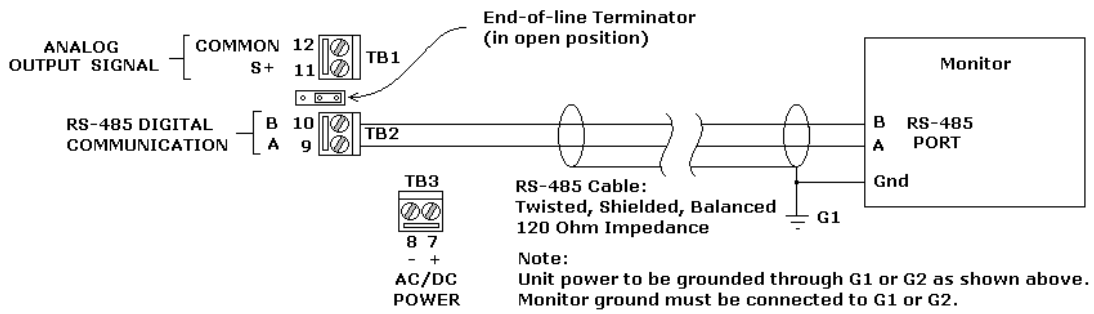 End-of-line Terminator
(in open position)
ANALOG
OUTPUT SIGNAL
COMMON 12
S+ 11
TB1
Monitor
RS-485 DIGITAL
COMMUNICATION
B 10
A 9
TB2
B
A
RS-485
PORT
Gnd
G1
TB3
8 7
- +
AC/DC
POWER
RS-485 Cable:
Twisted, Shielded, Balanced
120 Ohm Impedance
Note:
Unit power to be grounded through G1 or G2 as shown above.
Monitor ground must be connected to G1 or G2.